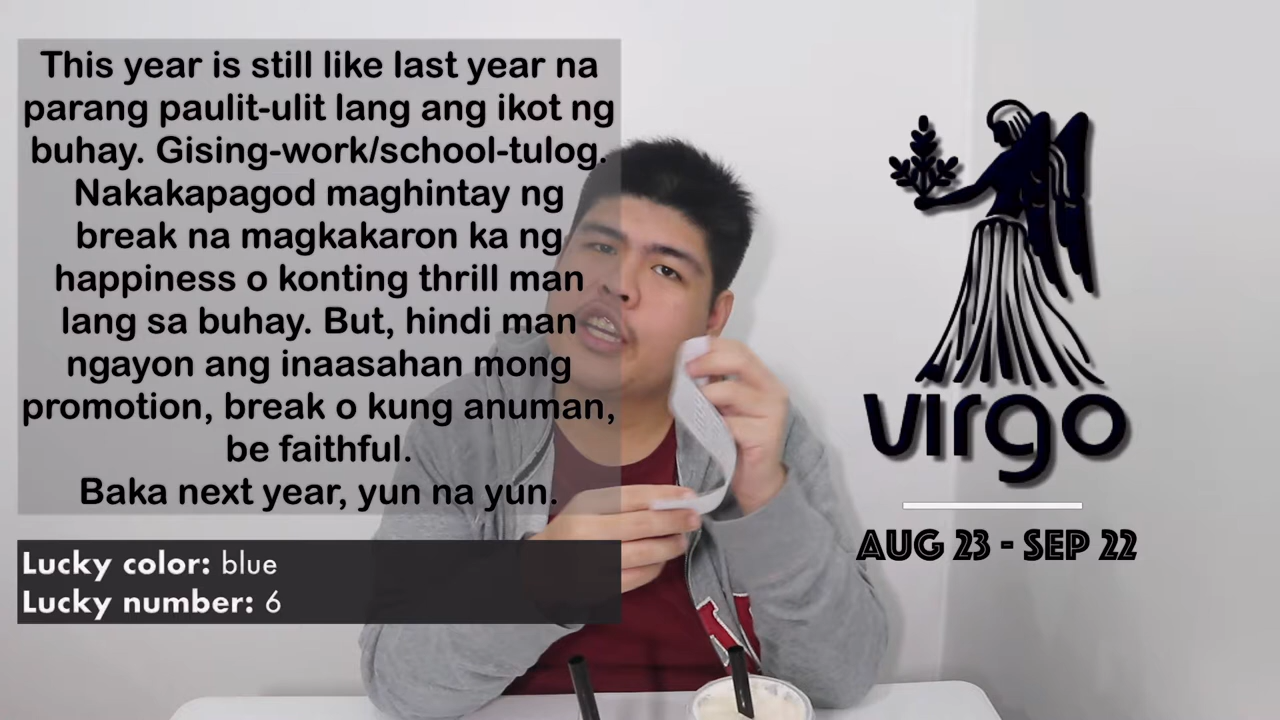 This year is still like last year na
parang paulit-ulit lang ang ikot ng
buhay. Gising-work/school-tulog.
Nakakapagod maghintay ng
break na magkakaron ka ng
happiness o konting thrill man
lang sa buhay. But, hindi man
ngayon ang inaasahan mong
promotion, break o kung anuman,
be faithful.
Baka next year, yun na yun.
Lucky color: blue
Lucky number: 6
virgo
AUG 23 - SEP 22